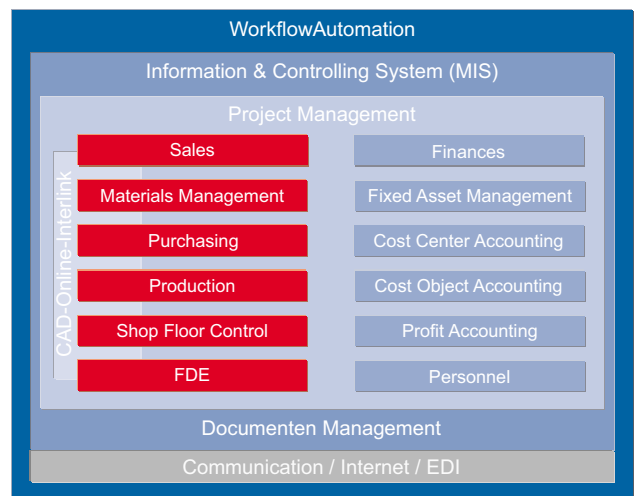 WorkflowAutomation
Information & Controlling System (MIS)
Project Management
CAD-Online-Interlink
Sales
Materials Management
Purchasing
Production
Shop Floor Control
FDE
Finances
Fixed Asset Management
Cost Center Accounting
Cost Object Accounting
Profit Accounting
Personnel
Documenten Management
Communication / Internet / EDI